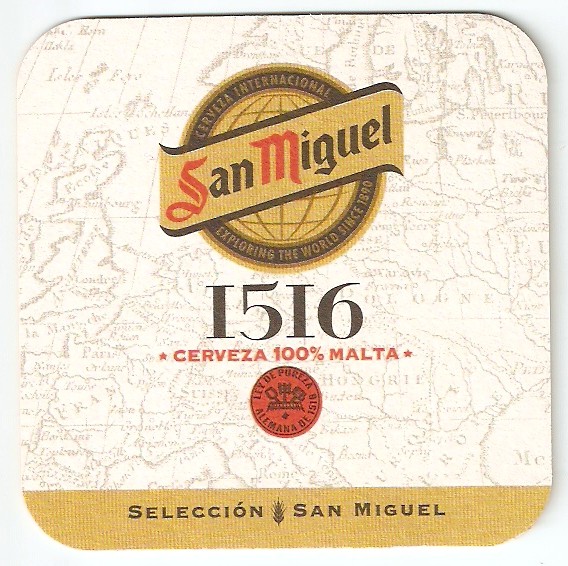 CERVEZA INTERNACIONAL
San Miguel
EXPLORING THE WORLD SINCE 1890
1516
★ CERVEZA 100% MALTA ★
LEY DE PUREZA
ALEMANA DE 1516
SELECCIÓN SAN MIGUEL